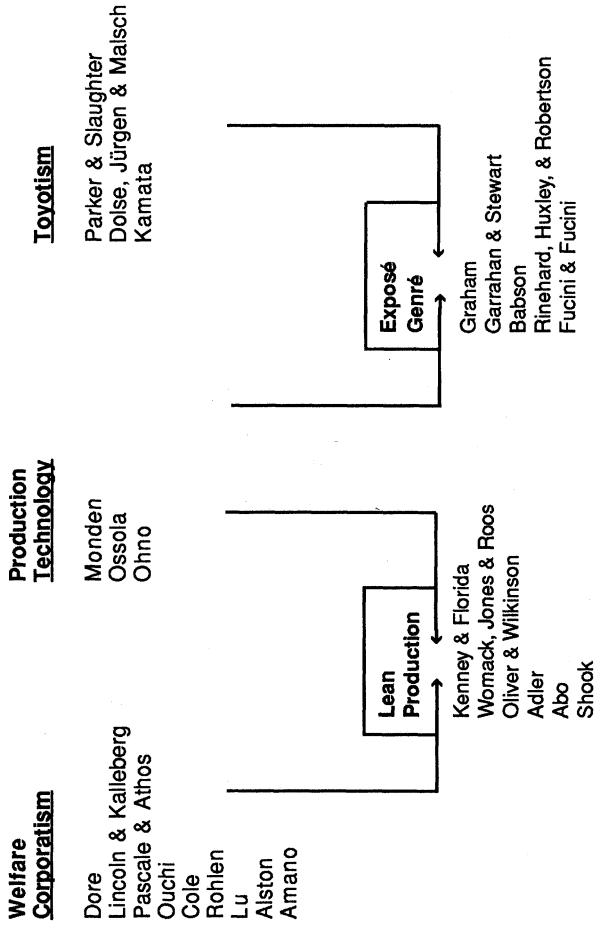 Welfare
Corporatism
Dore
Lincoln & Kalleberg
Pascale & Athos
Ouchi
Cole
Rohlen
Lu
Alston
Amano
Production
Technology
Monden
Ossola
Ohno
Toyotism
Parker & Slaughter
Dolse, Jürgen & Malsch
Kamata
Lean
Production
Kenney & Florida
Womack, Jones & Roos
Oliver & Wilkinson
Adler
Abo
Shook
Exposé
Genré
Graham
Garrahan & Stewart
Babson
Rinehard, Huxley, & Robertson
Fucini & Fucini